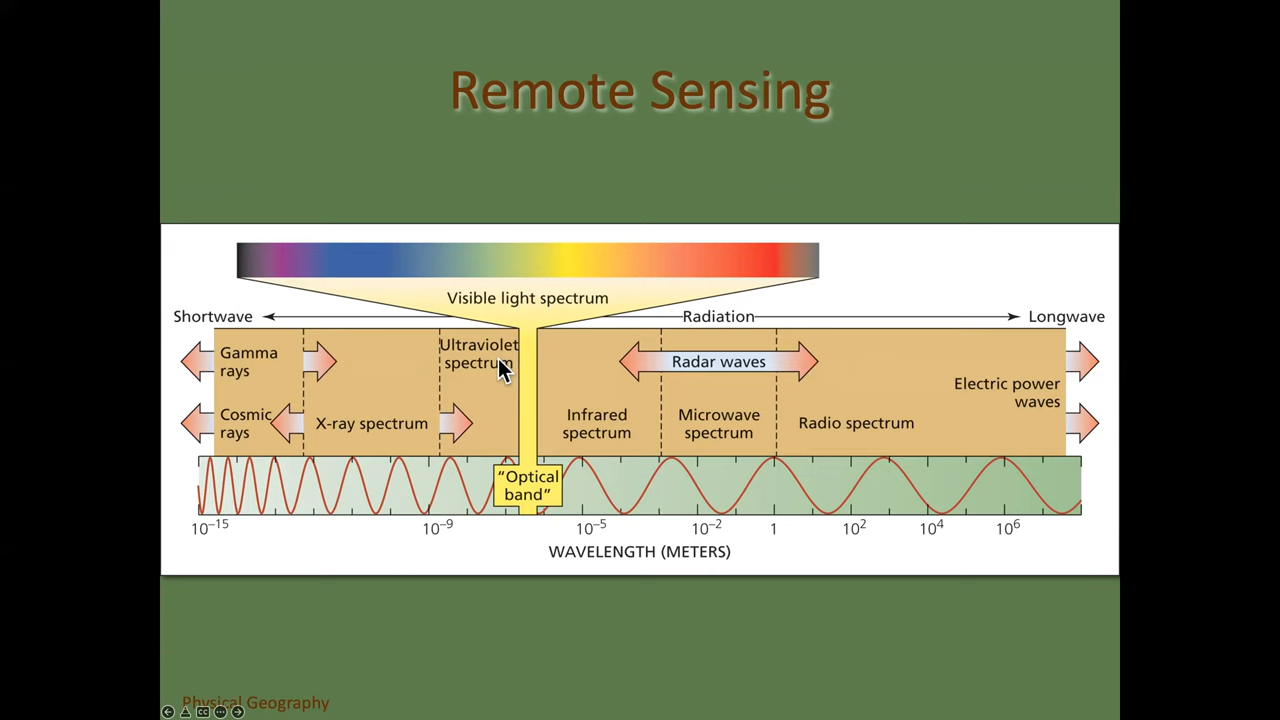 Remote Sensing
Visible light spectrum
Shortwave
Radiation
Longwave
Gamma
rays
Ultraviolet
spectrum
Radar waves
Electric power
waves
Cosmic
rays
X-ray spectrum
Infrared
spectrum
Microwave
spectrum
Radio spectrum
“Optical
band”
10⁻¹⁵ 10⁻⁹ 10⁻⁵ 10⁻² 1 10² 10⁴ 10⁶
WAVELENGTH (METERS)
Physical Geography
CC